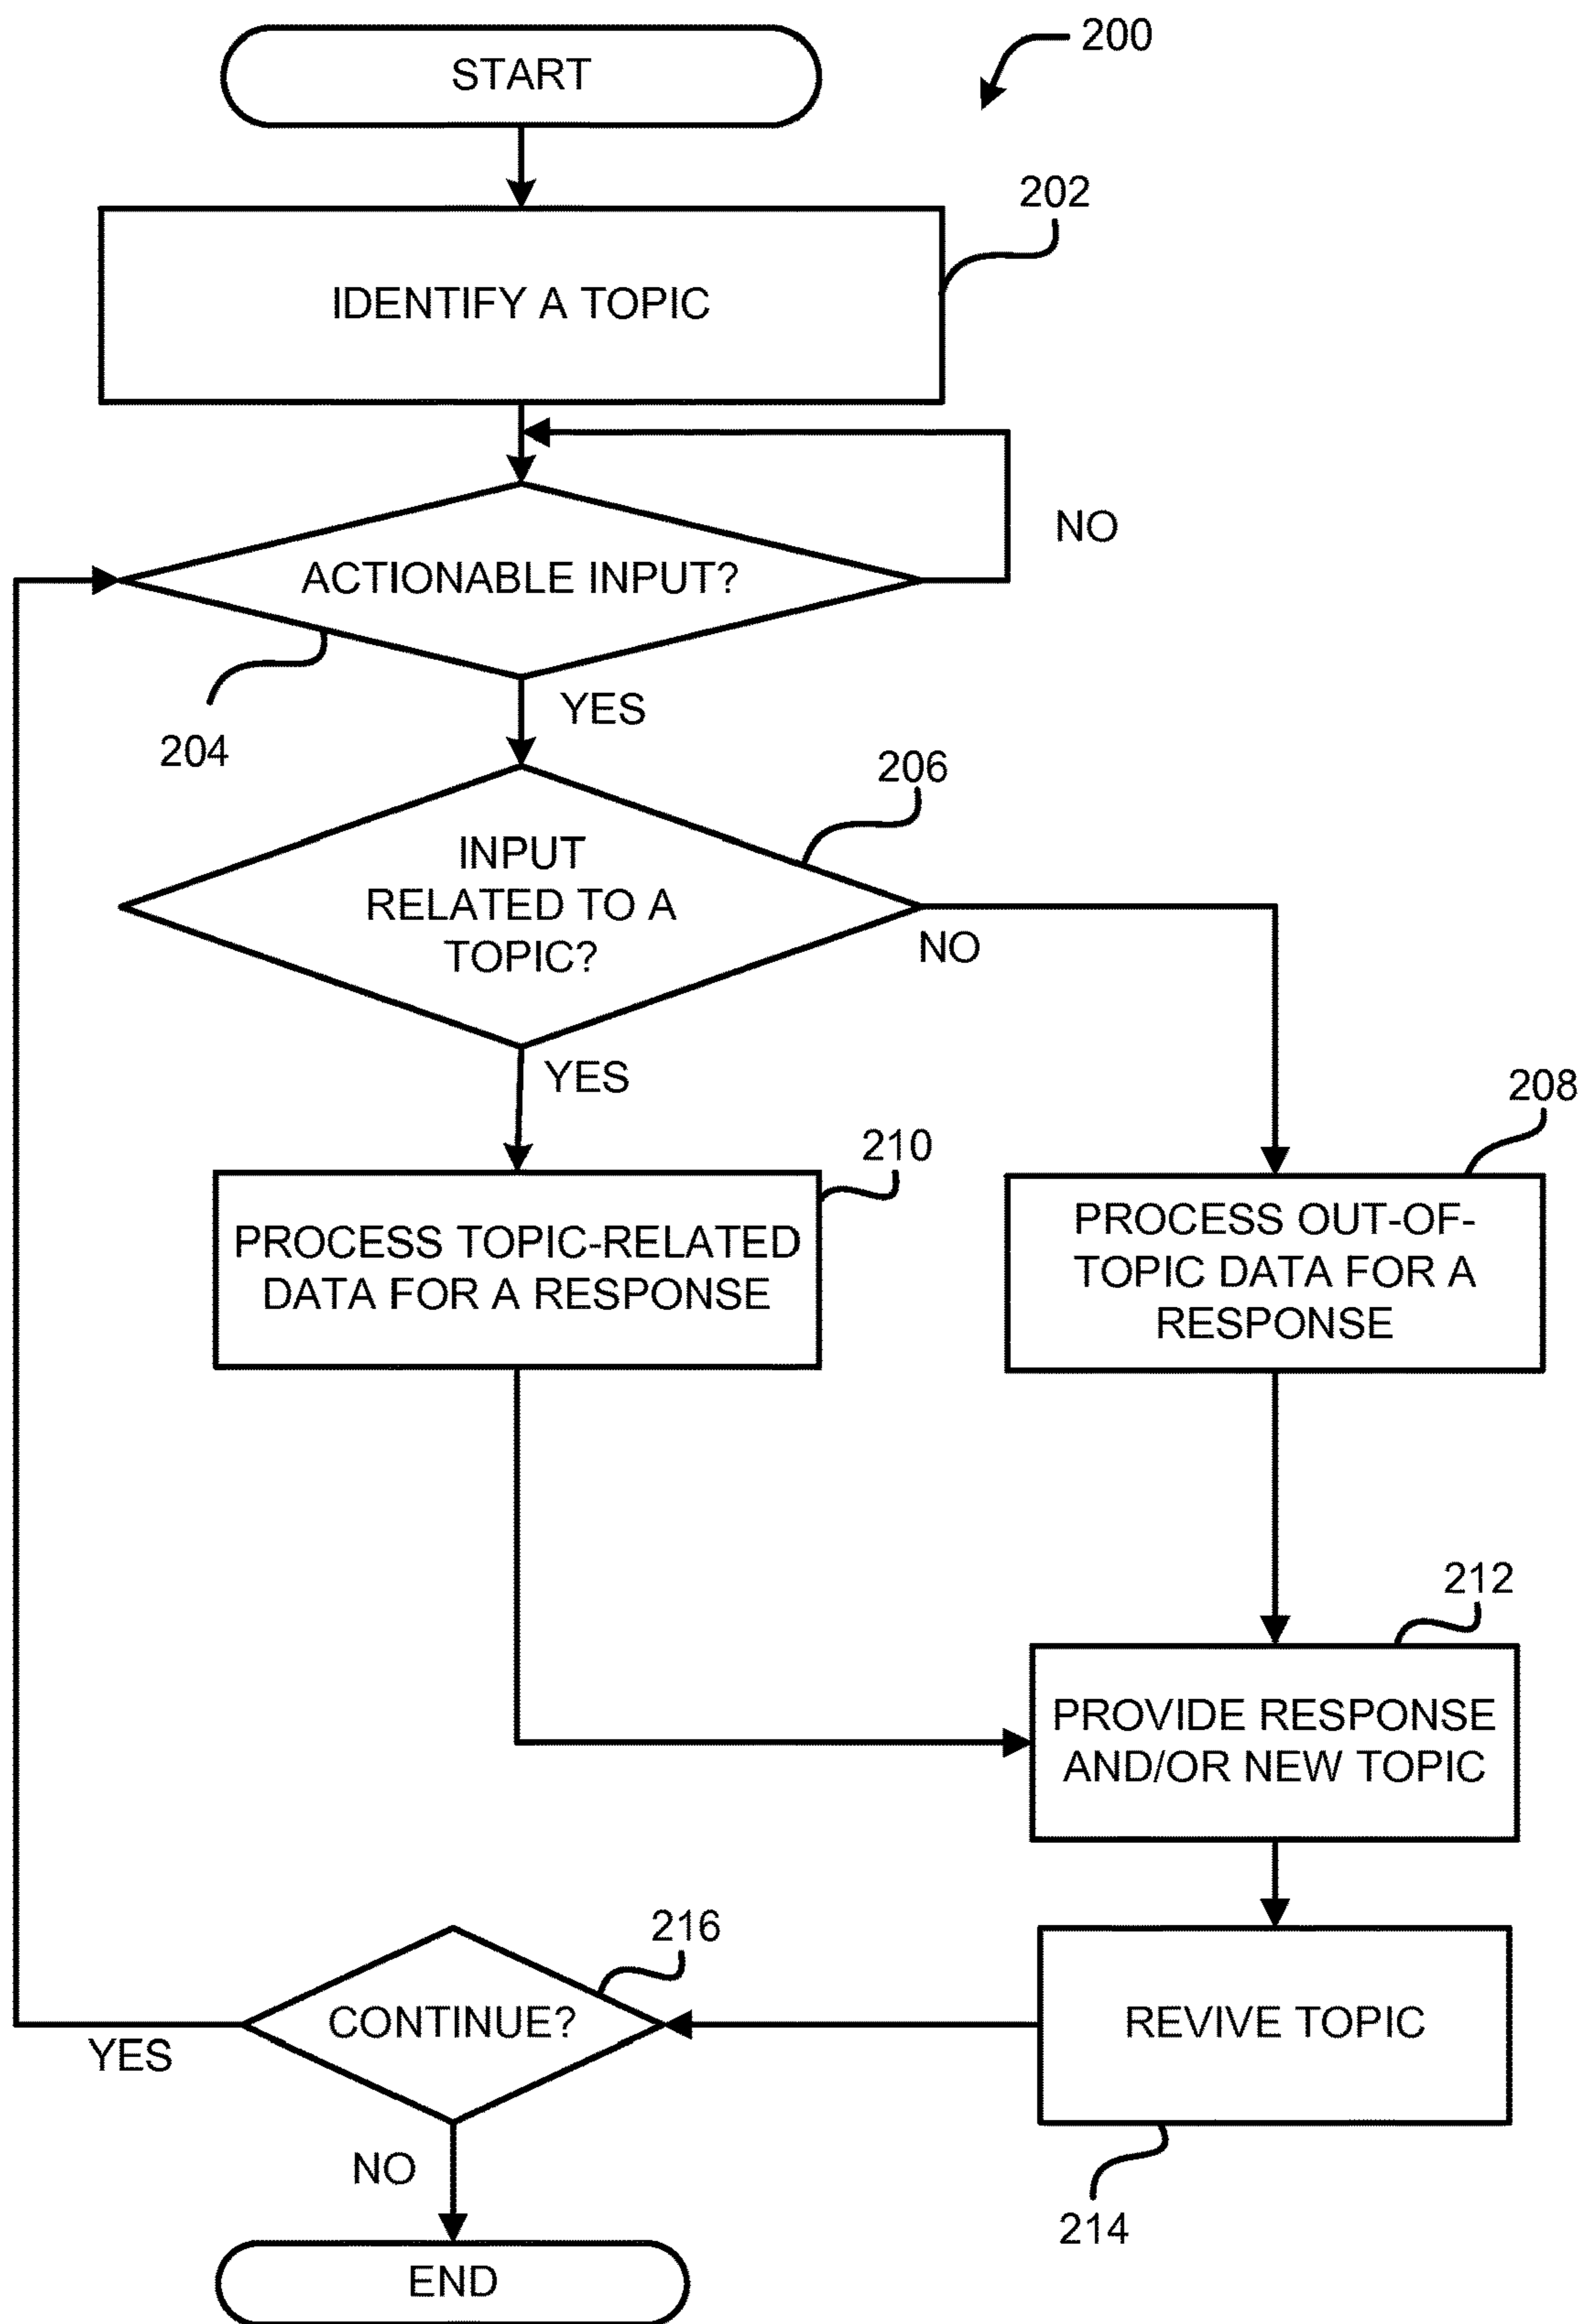 START
200
202
IDENTIFY A TOPIC
NO
ACTIONABLE INPUT?
YES
204
206
INPUT
RELATED TO A
TOPIC?
NO
YES
208
210
PROCESS TOPIC-RELATED
DATA FOR A RESPONSE
PROCESS OUT-OF-
TOPIC DATA FOR A
RESPONSE
212
PROVIDE RESPONSE
AND/OR NEW TOPIC
216
CONTINUE?
REVIVE TOPIC
YES
NO
214
END